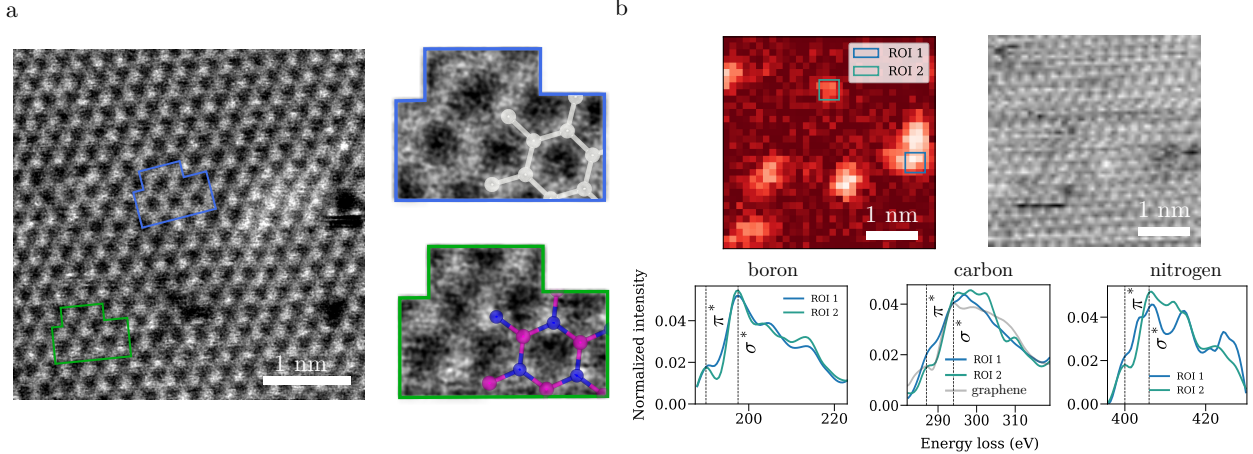 a
1 nm
b
ROI 1
ROI 2
1 nm
1 nm
boron
carbon
nitrogen
Normalized intensity
0.04
0.02
π*
σ*
ROI 1
ROI 2
200
220
0.04
0.02
0.00
π*
σ*
ROI 1
ROI 2
graphene
290
300
310
0.04
0.02
0.00
π*
σ*
ROI 1
ROI 2
400
420
Energy loss (eV)